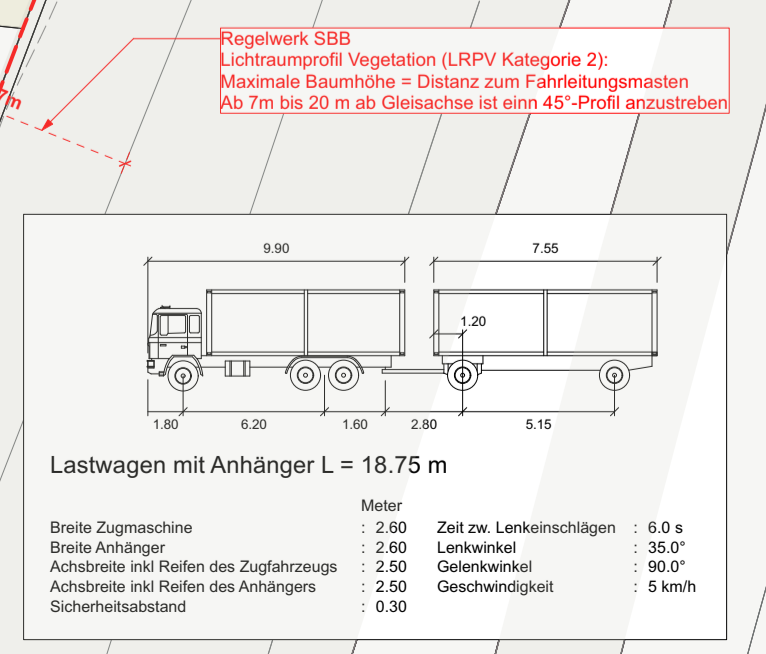 Regelwerk SBB
Lichtraumprofil Vegetation (LRPV Kategorie 2):
Maximale Baumhöhe = Distanz zum Fahrleitungsmasten
Ab 7m bis 20 m ab Gleisachse ist einn 45°-Profil anzustreben
7m
9.90 7.55
1.20
1.80 6.20 1.60 2.80 5.15
Lastwagen mit Anhänger L = 18.75 m
Meter
Breite Zugmaschine : 2.60 Zeit zw. Lenkeinschlägen : 6.0 s
Breite Anhänger : 2.60 Lenkwinkel : 35.0°
Achsbreite inkl Reifen des Zugfahrzeugs : 2.50 Gelenkwinkel : 90.0°
Achsbreite inkl Reifen des Anhängers : 2.50 Geschwindigkeit : 5 km/h
Sicherheitsabstand : 0.30